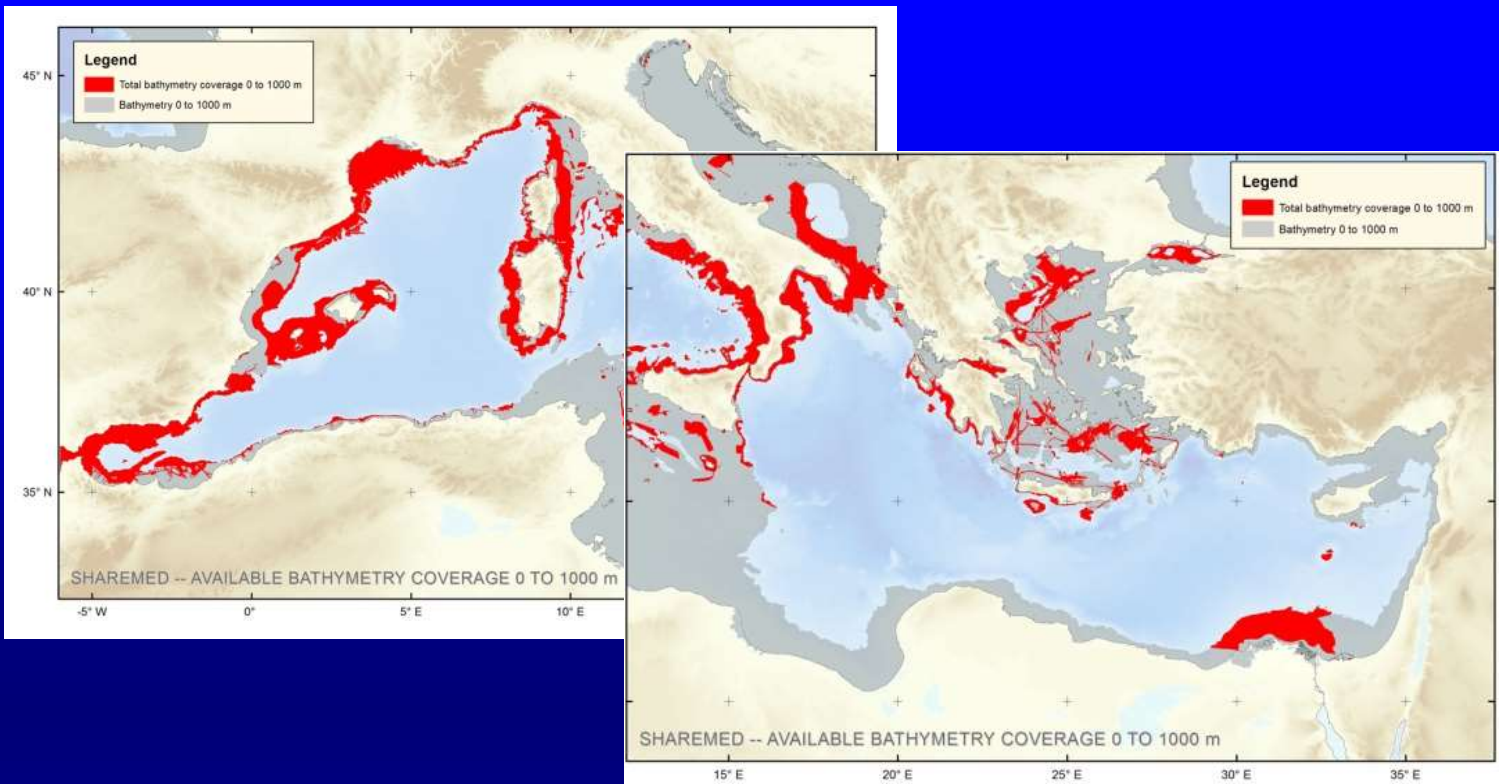 Legend
Total bathymetry coverage 0 to 1000 m
Bathymetry 0 to 1000 m
45° N
40° N
35° N
SHAREMED -- AVAILABLE BATHYMETRY COVERAGE 0 TO 1000 m
-5° W
0°
5° E
10° E
Legend
Total bathymetry coverage 0 to 1000 m
Bathymetry 0 to 1000 m
SHAREMED -- AVAILABLE BATHYMETRY COVERAGE 0 TO 1000 m
15° E
20° E
25° E
30° E
35° E